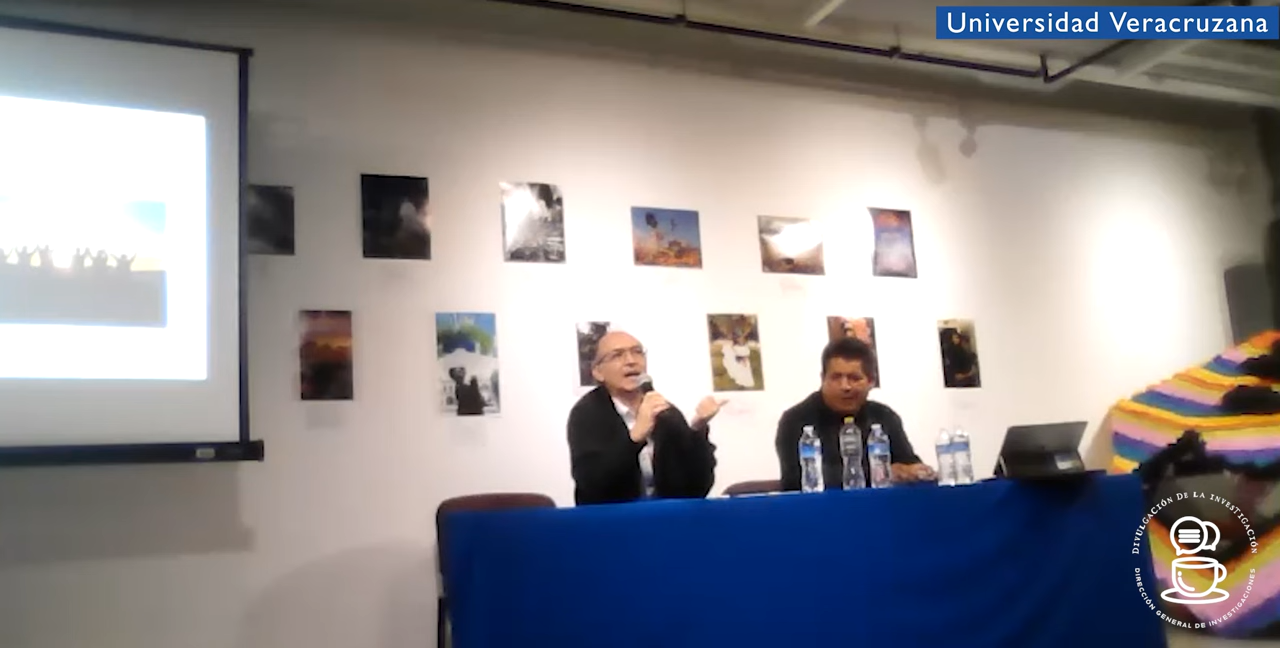 Universidad Veracruzana
DIVULGACIÓN DE LA INVESTIGACIÓN
DIRECCIÓN GENERAL DE INVESTIGACIONES